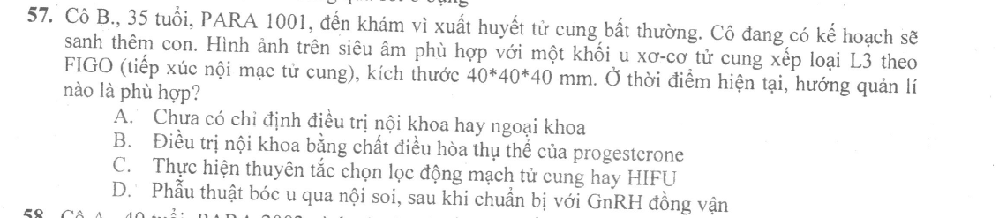 57. Cô B., 35 tuổi, PARA 1001, đến khám vì xuất huyết tử cung bất thường. Cô đang có kế hoạch sẽ
sanh thêm con. Hình ảnh trên siêu âm phù hợp với một khối u xơ-cơ tử cung xếp loại L3 theo
FIGO (tiếp xúc nội mạc tử cung), kích thước 40*40*40 mm. Ở thời điểm hiện tại, hướng quản lí
nào là phù hợp?
A. Chưa có chỉ định điều trị nội khoa hay ngoại khoa
B. Điều trị nội khoa bằng chất điều hòa thụ thể của progesterone
C. Thực hiện thuyên tắc chọn lọc động mạch tử cung hay HIFU
D. Phẫu thuật bóc u qua nội soi, sau khi chuẩn bị với GnRH đồng vận
58